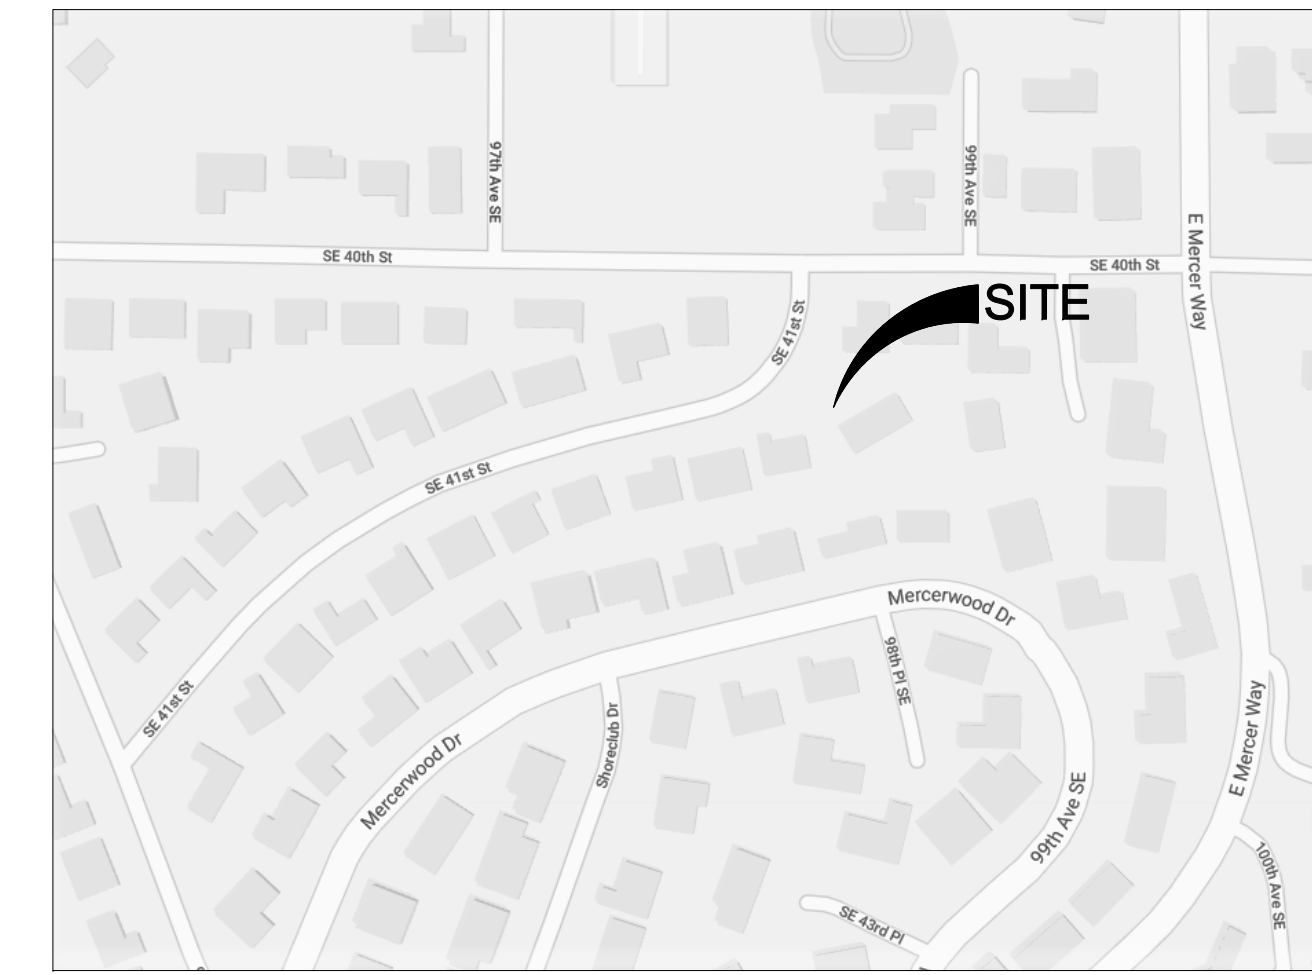 97th Ave SE
99th Ave SE
E Mercer Way
SE 40th St
SE 40th St
SITE
SE 41st St
SE 41st St
Mercerwood Dr
98th Pl SE
SE 41st St
E Mercer Way
Shoreclub Dr
Mercerwood Dr
99th Ave SE
100th Ave SE
SE 43rd Pl